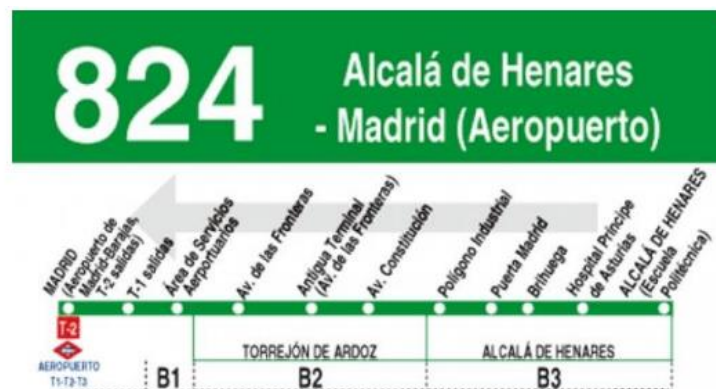 824
Alcalá de Henares
- Madrid (Aeropuerto)
MADRID
(Aeropuerto de
Madrid-Barajas,
T-2 salidas)
T-1 salidas
Área de Servicios
Aerportuarios
Av. de las Fronteras
Antigua Terminal
(Av. de las Fronteras)
Av. Constitución
Polígono Industrial
Puerta Madrid
Brihuega
Hospital Príncipe
de Asturias
ALCALÁ DE HENARES
(Escuela
Politécnica)
T-2
AEROPUERTO
T1-T2-T3
TORREJÓN DE ARDOZ
ALCALÁ DE HENARES
B1
B2
B3